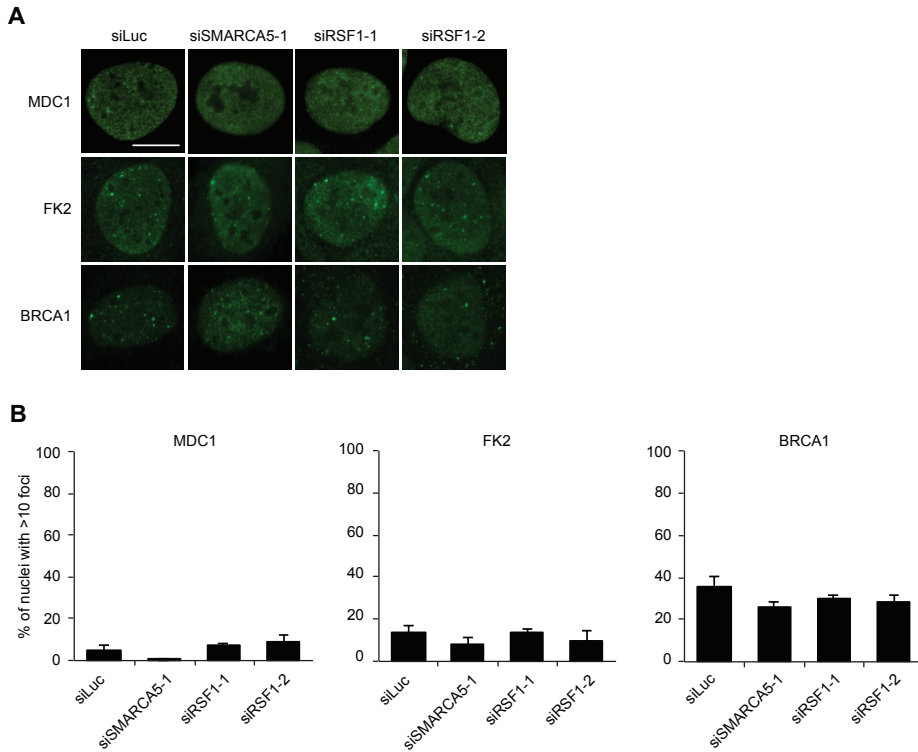 A
siLuc siSMARCA5-1 siRSF1-1 siRSF1-2
MDC1
FK2
BRCA1
B
MDC1
% of nuclei with >10 foci
100
80
60
40
20
0
siLuc
siSMARCA5-1
siRSF1-1
siRSF1-2
FK2
100
80
60
40
20
0
siLuc
siSMARCA5-1
siRSF1-1
siRSF1-2
BRCA1
100
80
60
40
20
0
siLuc
siSMARCA5-1
siRSF1-1
siRSF1-2